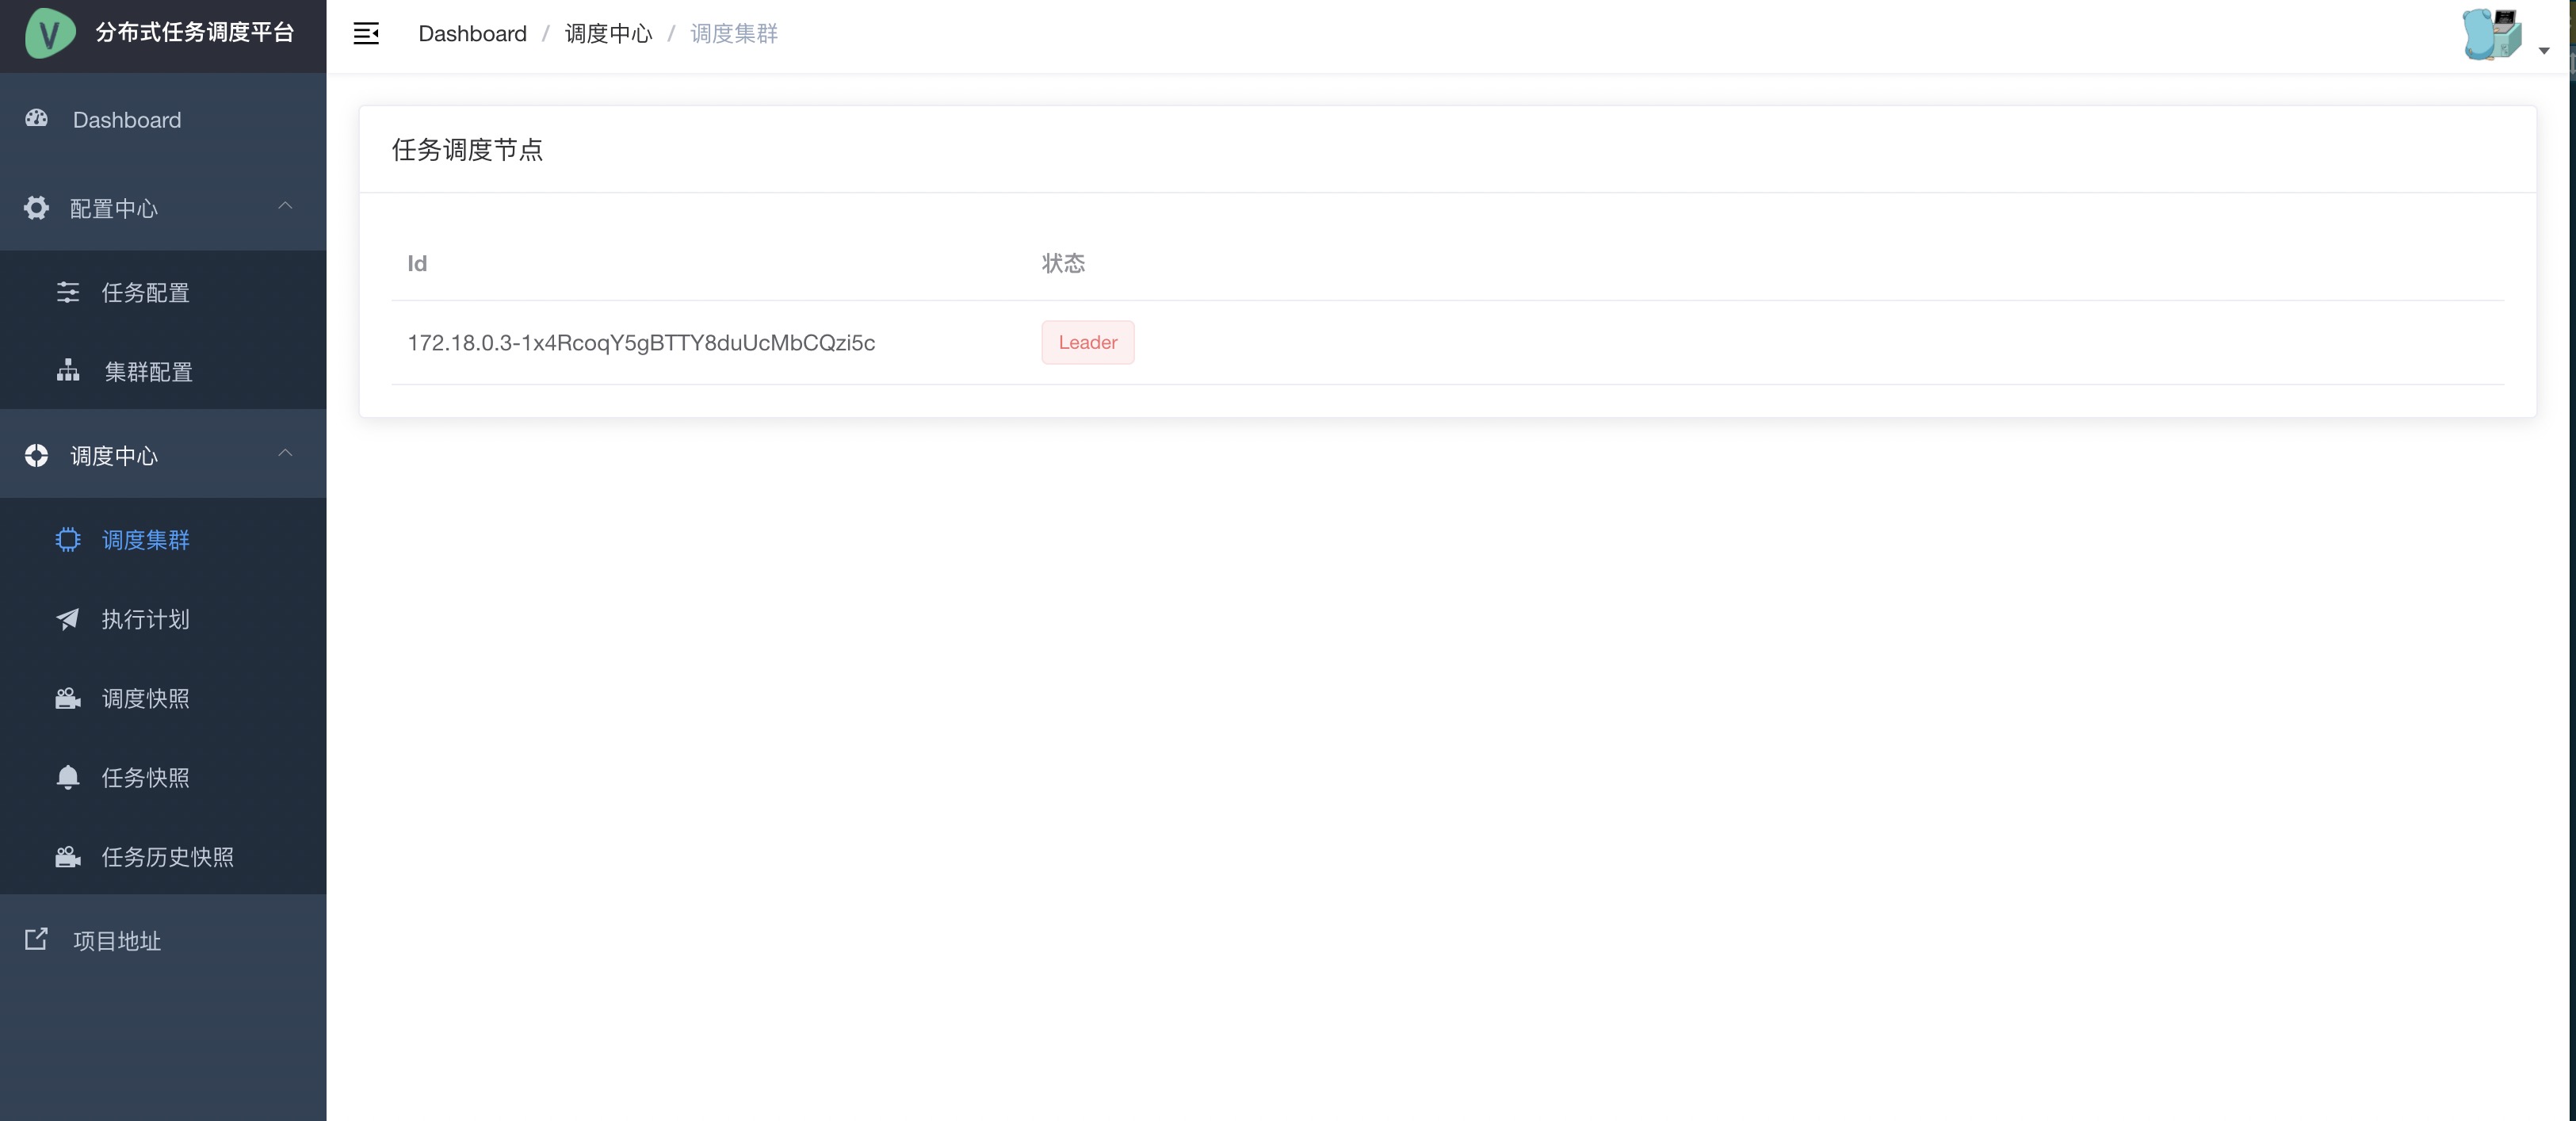 V 分布式任务调度平台
Dashboard / 调度中心 / 调度集群
Dashboard
配置中心
任务配置
集群配置
调度中心
调度集群
执行计划
调度快照
任务快照
任务历史快照
项目地址
任务调度节点
Id 状态
172.18.0.3-1x4RcoqY5gBTTY8duUcMbCQzi5c Leader